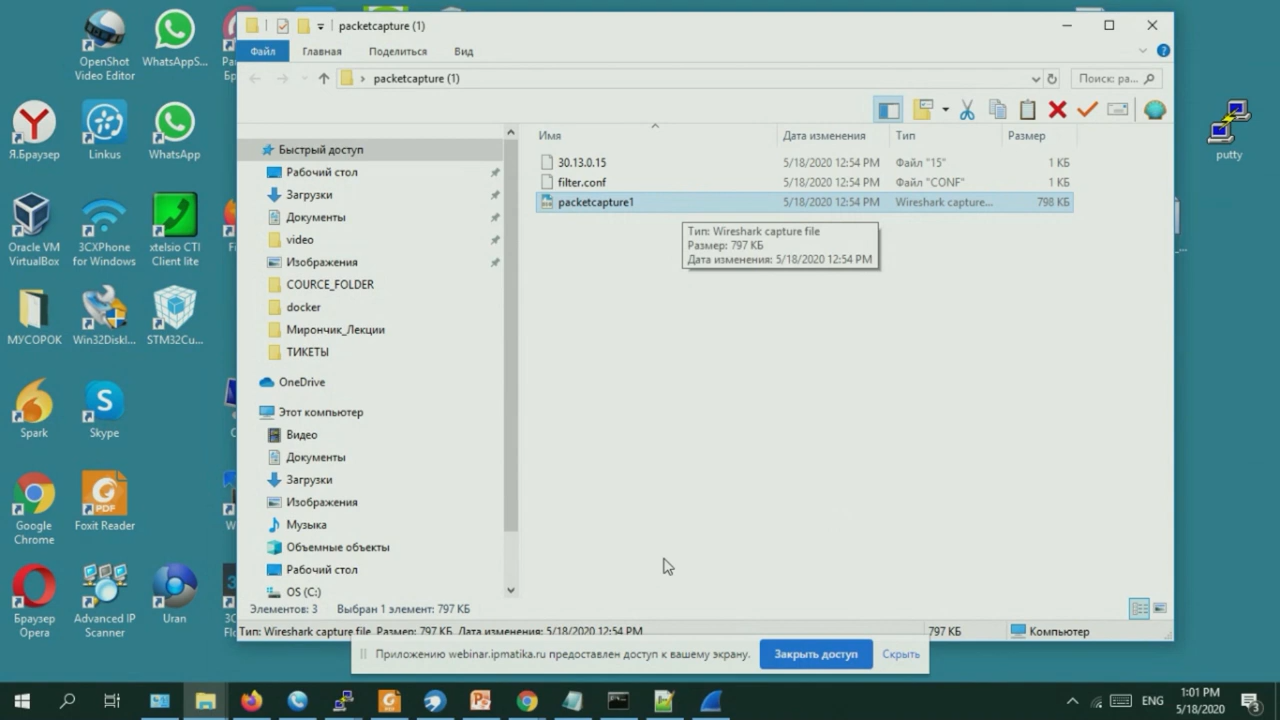 OpenShot
Video Editor
WhatsAppS...
Я.Браузер
Linkus
WhatsApp
Oracle VM
VirtualBox
3CXPhone
for Windows
xtelsio CTI
Client lite
МУСОРОК
Win32Diskl...
STM32Cu...
Spark
Skype
Google
Chrome
Foxit Reader
Браузер
Opera
Advanced IP
Scanner
Uran
putty
packetcapture (1)
Файл
Главная
Поделиться
Вид
packetcapture (1)
Поиск: pa...
Быстрый доступ
Рабочий стол
Загрузки
Документы
video
Изображения
COURCE_FOLDER
docker
Мирончик_Лекции
ТИКЕТЫ
OneDrive
Этот компьютер
Видео
Документы
Загрузки
Изображения
Музыка
Объемные объекты
Рабочий стол
OS (C:)
Имя Дата изменения Тип Размер
30.13.0.15 5/18/2020 12:54 PM Файл "15" 1 КБ
filter.conf 5/18/2020 12:54 PM Файл "CONF" 1 КБ
packetcapture1 5/18/2020 12:54 PM Wireshark capture... 798 КБ
Тип: Wireshark capture file
Размер: 797 КБ
Дата изменения: 5/18/2020 12:54 PM
Элементов: 3 Выбран 1 элемент: 797 КБ
Тип: Wireshark capture file Размер: 797 КБ Дата изменения: 5/18/2020 12:54 PM 797 КБ Компьютер
Приложению webinar.ipmatika.ru предоставлен доступ к вашему экрану. Закрыть доступ Скрыть
ENG
1:01 PM
5/18/2020
3